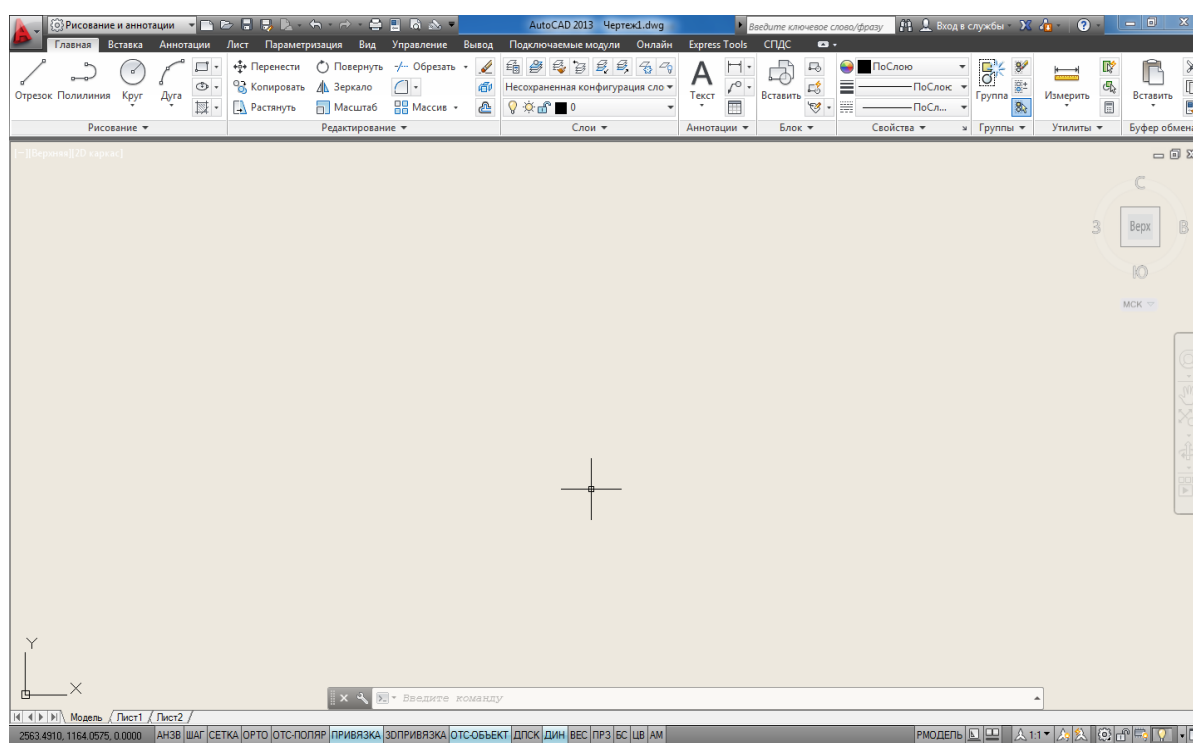 Рисование и аннотации AutoCAD 2013 Чертеж1.dwg Введите ключевое слово/фразу Вход в службы
Главная Вставка Аннотации Лист Параметризация Вид Управление Вывод Подключаемые модули Онлайн Express Tools СПДС
Перенести Повернуть Обрезать ПоСлою
Копировать Зеркало Несохраненная конфигурация сло ПоСлою
Отрезок Полилиния Круг Дуга Текст Вставить Группа Измерить Вставить
Растянуть Масштаб Массив 0 ПоСл...
Рисование Редактирование Слои Аннотации Блок Свойства Группы Утилиты Буфер обмена
[−][Верхняя][2D каркас]
С
З Верх В
Ю
МСК
Y
X
Введите команду
Модель Лист1 Лист2
2563.4910, 1164.0575, 0.0000 АНЗВ ШАГ СЕТКА ОРТО ОТС-ПОЛЯР ПРИВЯЗКА 3DПРИВЯЗКА ОТС-ОБЪЕКТ ДПСК ДИН ВЕС ПРЗ БС ЦВ АМ РМОДЕЛЬ 1:1